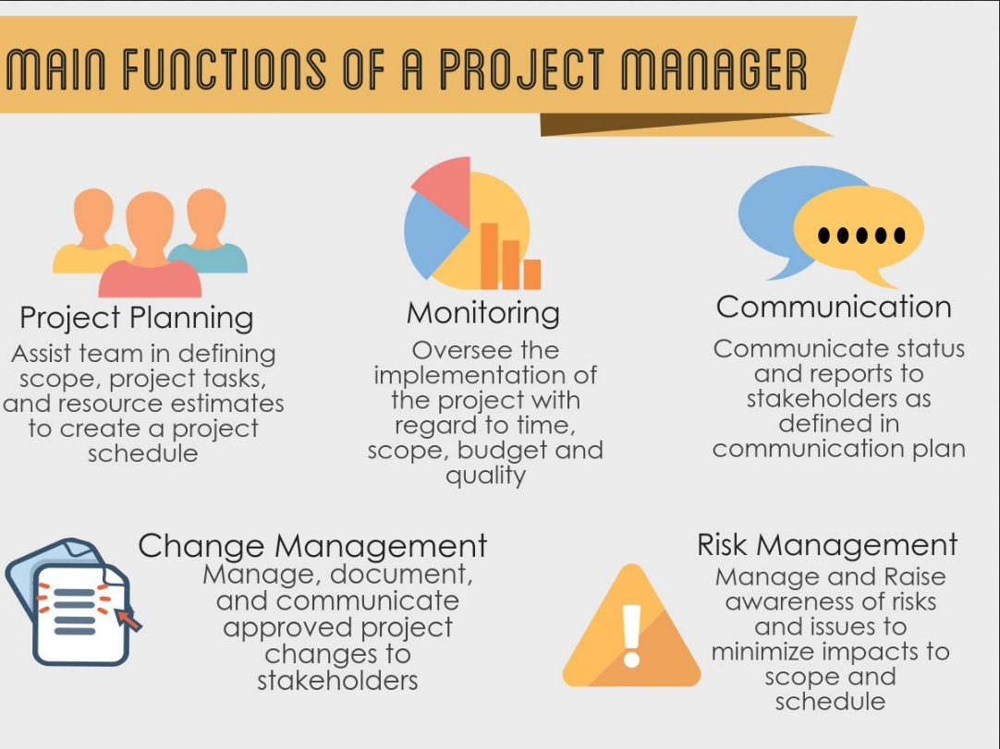 MAIN FUNCTIONS OF A PROJECT MANAGER
Project Planning
Assist team in defining
scope, project tasks,
and resource estimates
to create a project
schedule
Monitoring
Oversee the
implementation of
the project with
regard to time,
scope, budget and
quality
Communication
Communicate status
and reports to
stakeholders as
defined in
communication plan
Change Management
Manage, document,
and communicate
approved project
changes to
stakeholders
Risk Management
Manage and Raise
awareness of risks
and issues to
minimize impacts to
scope and
schedule